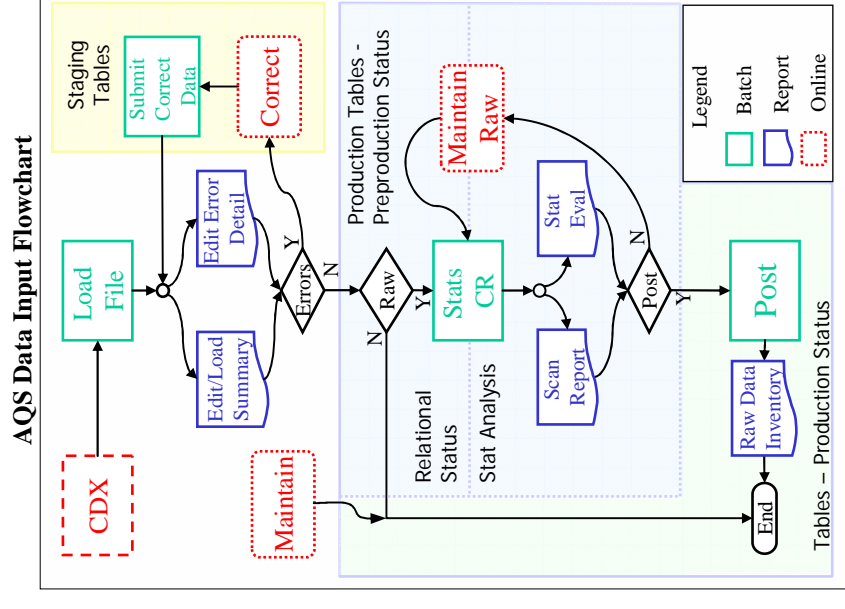 AQS Data Input Flowchart
CDX
Load
File
Staging
Tables
Submit
Correct
Data
Correct
Edit/Load
Summary
Edit Error
Detail
Errors
Y
N
Maintain
Production Tables -
Preproduction Status
Raw
N
Y
Maintain
Raw
Relational
Status
Stats
CR
Stat Analysis
Scan
Report
Stat
Eval
Post
N
Y
Post
Raw Data
Inventory
End
Tables – Production Status
Legend
Batch
Report
Online